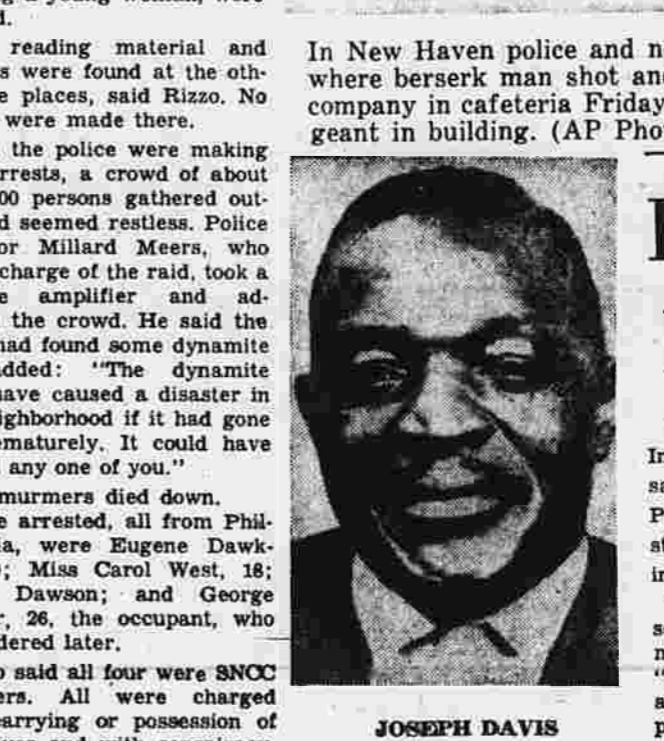 reading material and
s were found at the oth-
e places, said Rizzo. No
were made there.
the police were making
rrests, a crowd of about
00 persons gathered out-
d seemed restless. Police
or Millard Meers, who
charge of the raid, took a
e amplifier and ad-
the crowd. He said the
had found some dynamite
added: "The dynamite
have caused a disaster in
ighborhood if it had gone
ematurely. It could have
any one of you."
murmers died down.
e arrested, all from Phil-
a, were Eugene Dawk-
; Miss Carol West, 18;
Dawson; and George
r, 26, the occupant, who
dered later.
o said all four were SNCC
ers. All were charged
carrying or possession of
In New Haven police and n
where berserk man shot an
company in cafeteria Friday
geant in building. (AP Pho
JOSEPH DAVIS